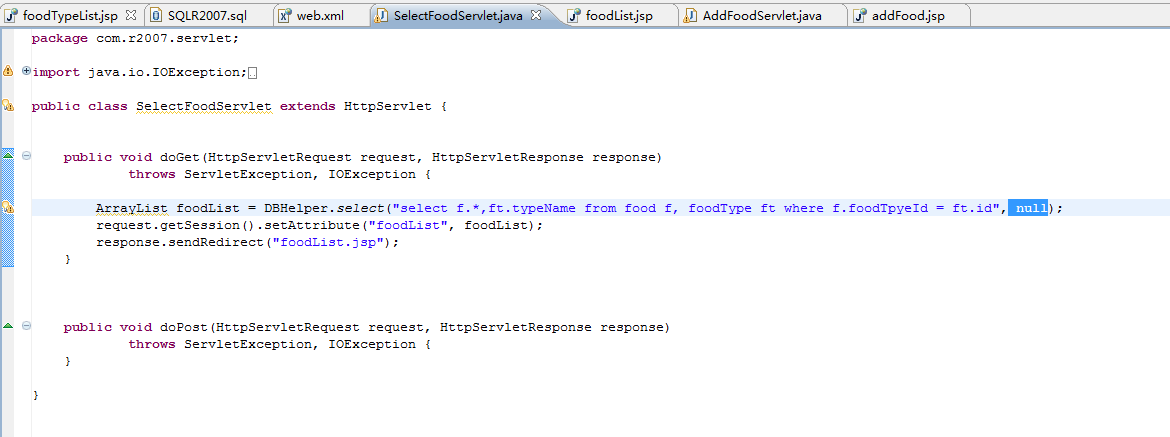 foodTypeList.jsp SQLR2007.sql web.xml SelectFoodServlet.java foodList.jsp AddFoodServlet.java addFood.jsp
package com.r2007.servlet;
import java.io.IOException;
public class SelectFoodServlet extends HttpServlet {
public void doGet(HttpServletRequest request, HttpServletResponse response)
throws ServletException, IOException {
ArrayList foodList = DBHelper.select("select f.*,ft.typeName from food f, foodType ft where f.foodTpyeId = ft.id", null);
request.getSession().setAttribute("foodList", foodList);
response.sendRedirect("foodList.jsp");
}
public void doPost(HttpServletRequest request, HttpServletResponse response)
throws ServletException, IOException {
}
}